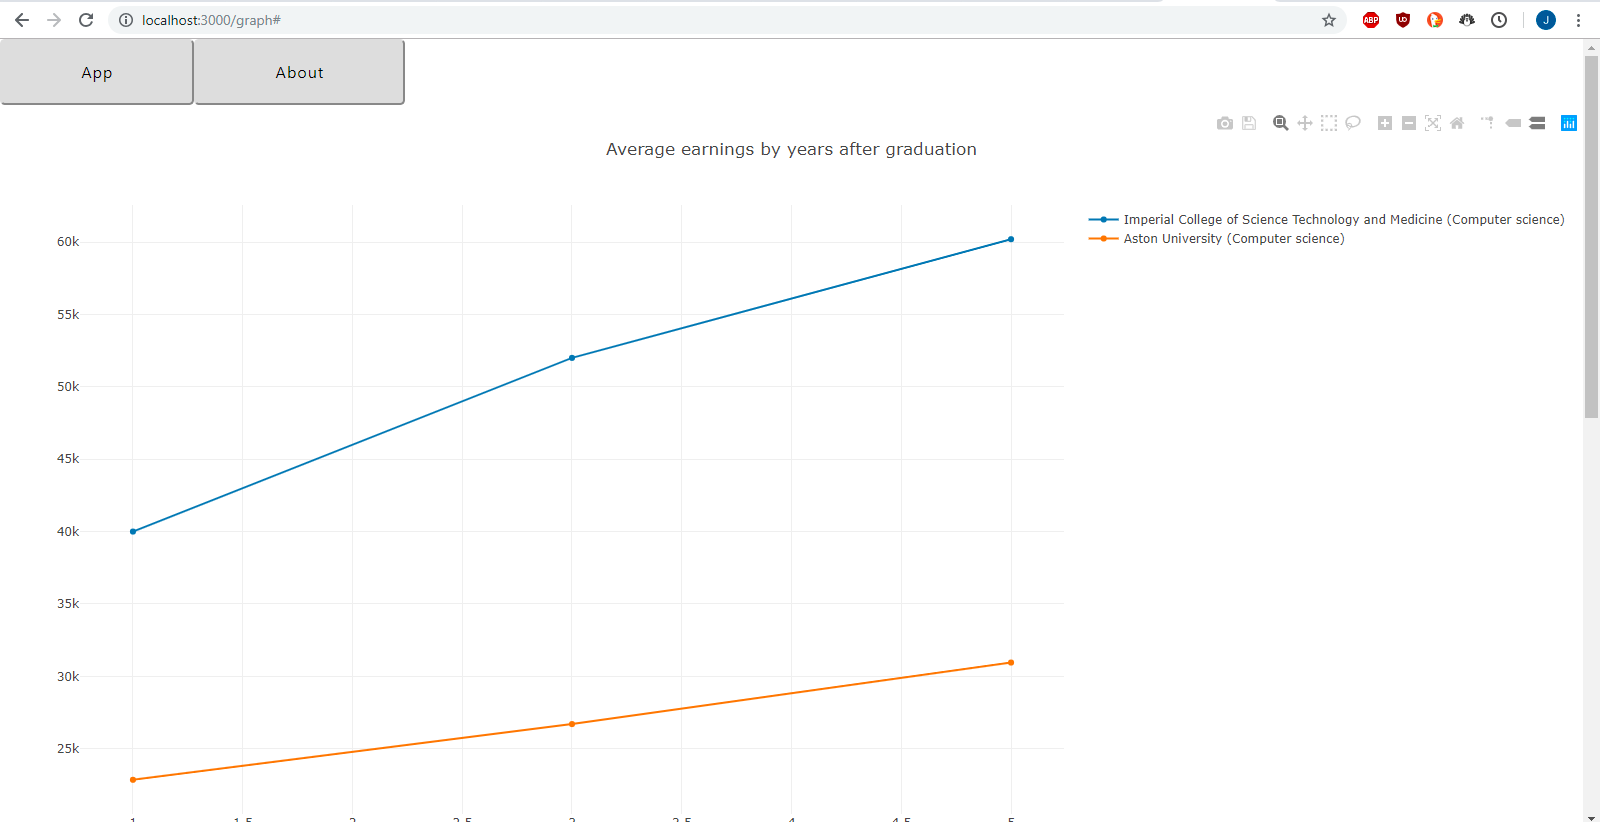 localhost:3000/graph#
ABP
UD
J
App
About
Average earnings by years after graduation
Imperial College of Science Technology and Medicine (Computer science)
Aston University (Computer science)
60k
55k
50k
45k
40k
35k
30k
25k